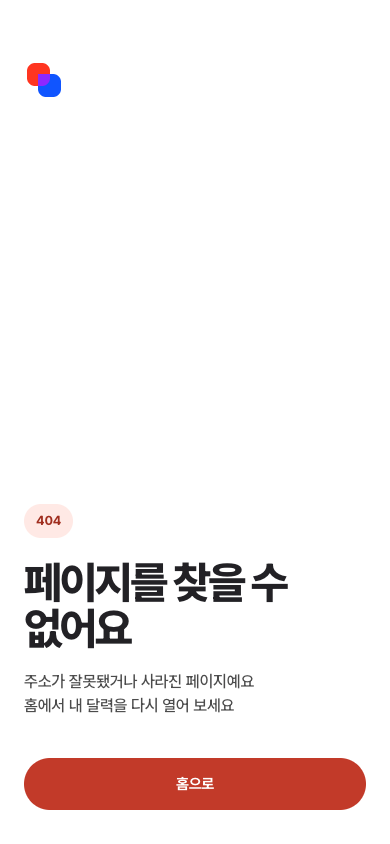 404
페이지를 찾을 수
없어요
주소가 잘못됐거나 사라진 페이지예요
홈에서 내 달력을 다시 열어 보세요
홈으로